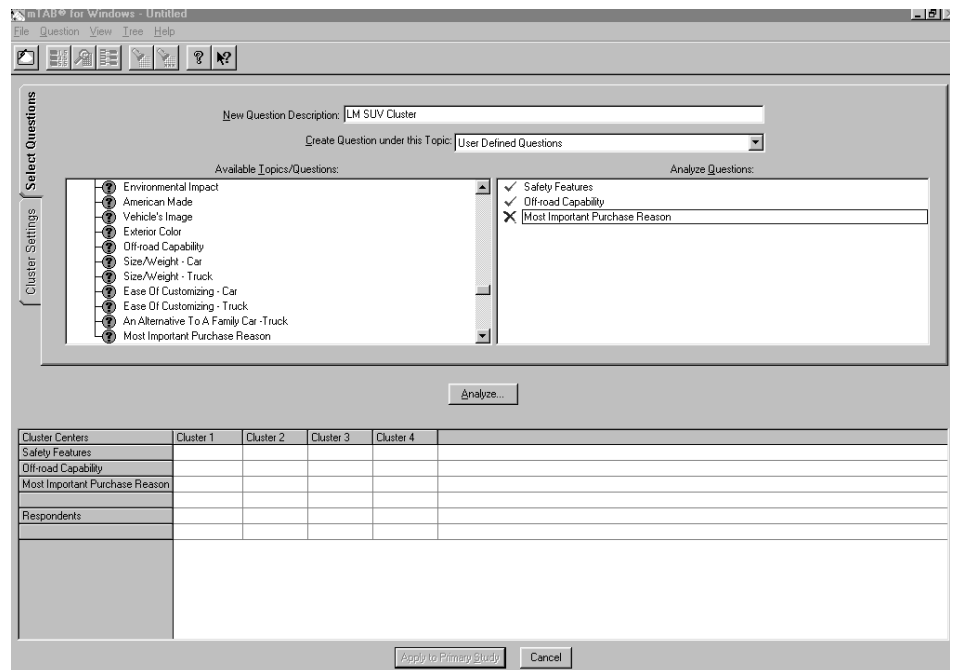 mTAB® for Windows - Untitled
File Question View Tree Help
New Question Description: LM SUV Cluster
Create Question under this Topic: User Defined Questions
Select Questions
Cluster Settings
Available Topics/Questions:
Environmental Impact
American Made
Vehicle's Image
Exterior Color
Off-road Capability
Size/Weight - Car
Size/Weight - Truck
Ease Of Customizing - Car
Ease Of Customizing - Truck
An Alternative To A Family Car -Truck
Most Important Purchase Reason
Analyze Questions:
Safety Features
Off-road Capability
Most Important Purchase Reason
Analyze...
Cluster Centers Cluster 1 Cluster 2 Cluster 3 Cluster 4
Safety Features
Off-road Capability
Most Important Purchase Reason
Respondents
Apply to Primary Study Cancel